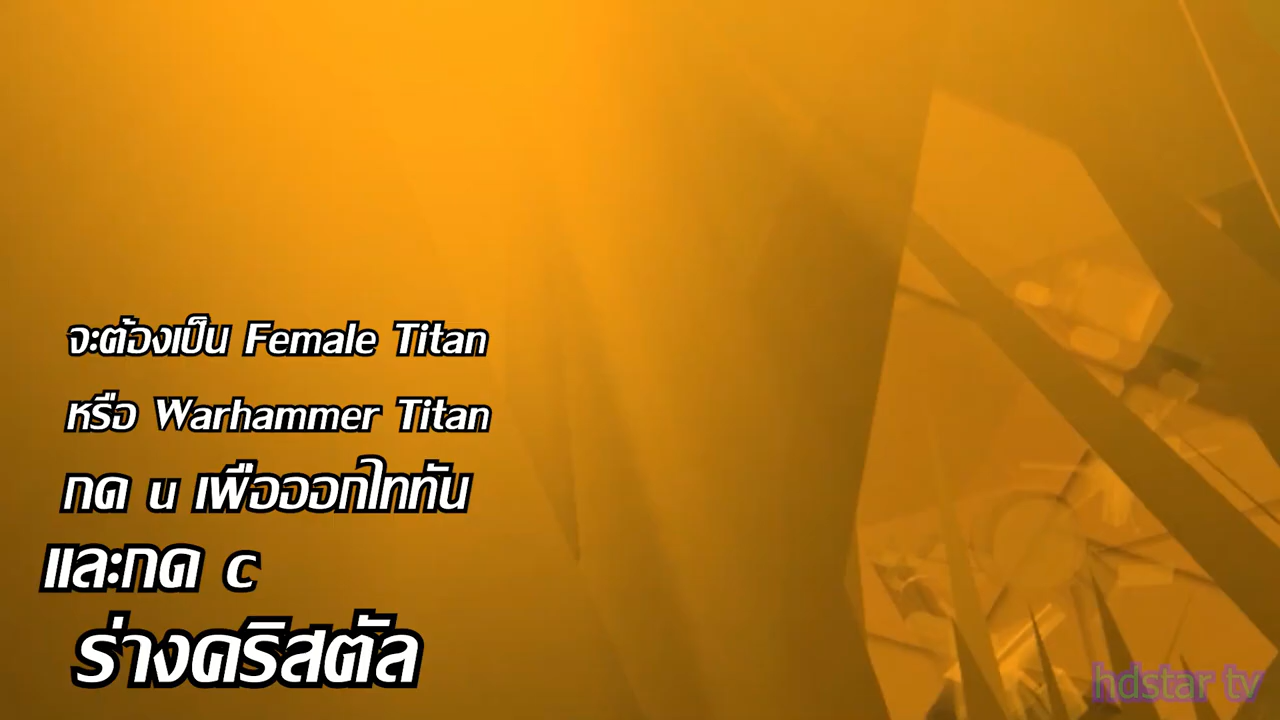 จะต้องเป็น Female Titan
หรือ Warhammer Titan
กด u เพื่อออกไททัน
และกด c
ร่างคริสตัล
hdstar tv